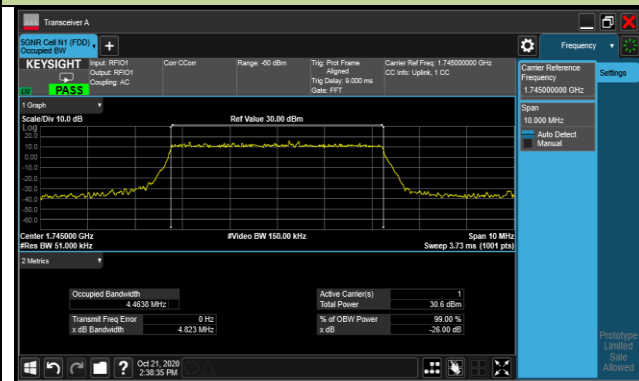 Transceiver A
5GNR Cell N1 (FDD)
Occupied BW
+
Frequency
KEYSIGHT
Input: RFIO1
Output: RFIO1
Coupling: AC
Corr CCorr
Range: -00 dBm
Trig: Prot Frame
Aligned
Trig Delay: 0.000 ms
Gate: FFT
Carrier Ref Freq: 1.745000000 GHz
CC Info: Uplink, 1 CC
PASS
Carrier Reference
Frequency
1.745000000 GHz
Settings
Span
10.000 MHz
Auto Detect
Manual
1 Graph
Scale/Div 10.0 dB
Ref Value 30.00 dBm
Log
20.0
10.0
0.00
-10.0
-20.0
-30.0
-40.0
-50.0
-60.0
Center 1.745000 GHz
#Video BW 150.00 kHz
Span 10 MHz
#Res BW 51.000 kHz
Sweep 3.73 ms (1001 pts)
2 Metrics
Occupied Bandwidth
4.4638 MHz
Active Carrier(s) 1
Total Power 30.6 dBm
Transmit Freq Error 0 Hz
x dB Bandwidth 4.823 MHz
% of OBW Power 99.00 %
x dB -26.00 dB
Prototype
Limited
Sale
Allowed
?
Oct 21, 2020
2:38:35 PM